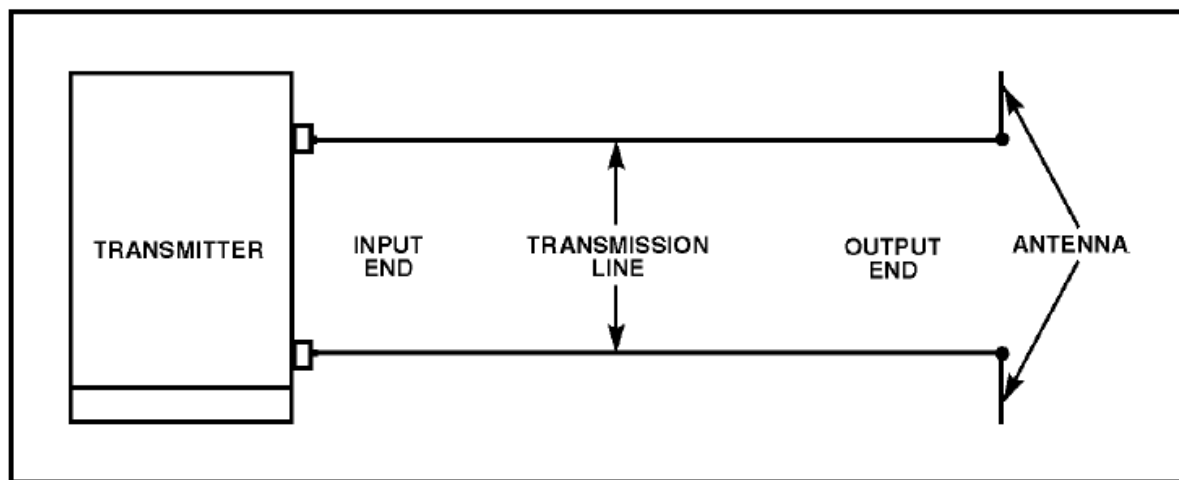 TRANSMITTER
INPUT
END
TRANSMISSION
LINE
OUTPUT
END
ANTENNA